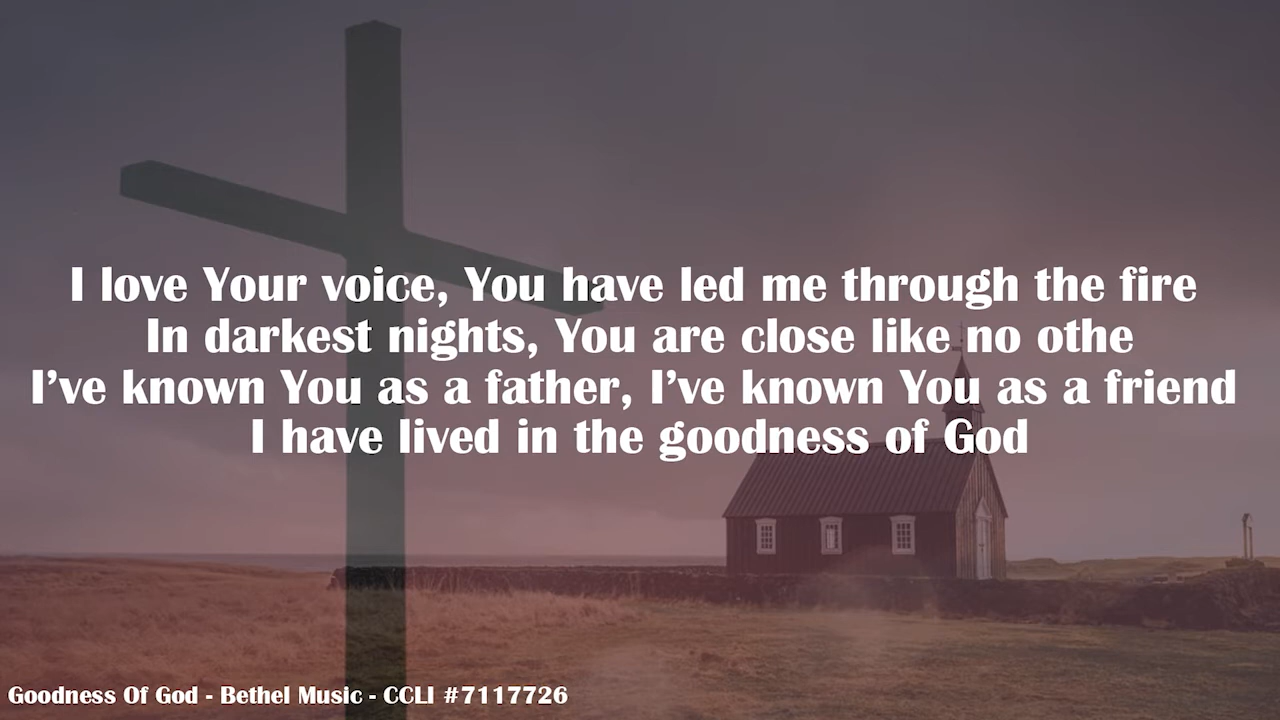 I love Your voice, You have led me through the fire
In darkest nights, You are close like no othe
I’ve known You as a father, I’ve known You as a friend
I have lived in the goodness of God
Goodness Of God - Bethel Music - CCLI #7117726